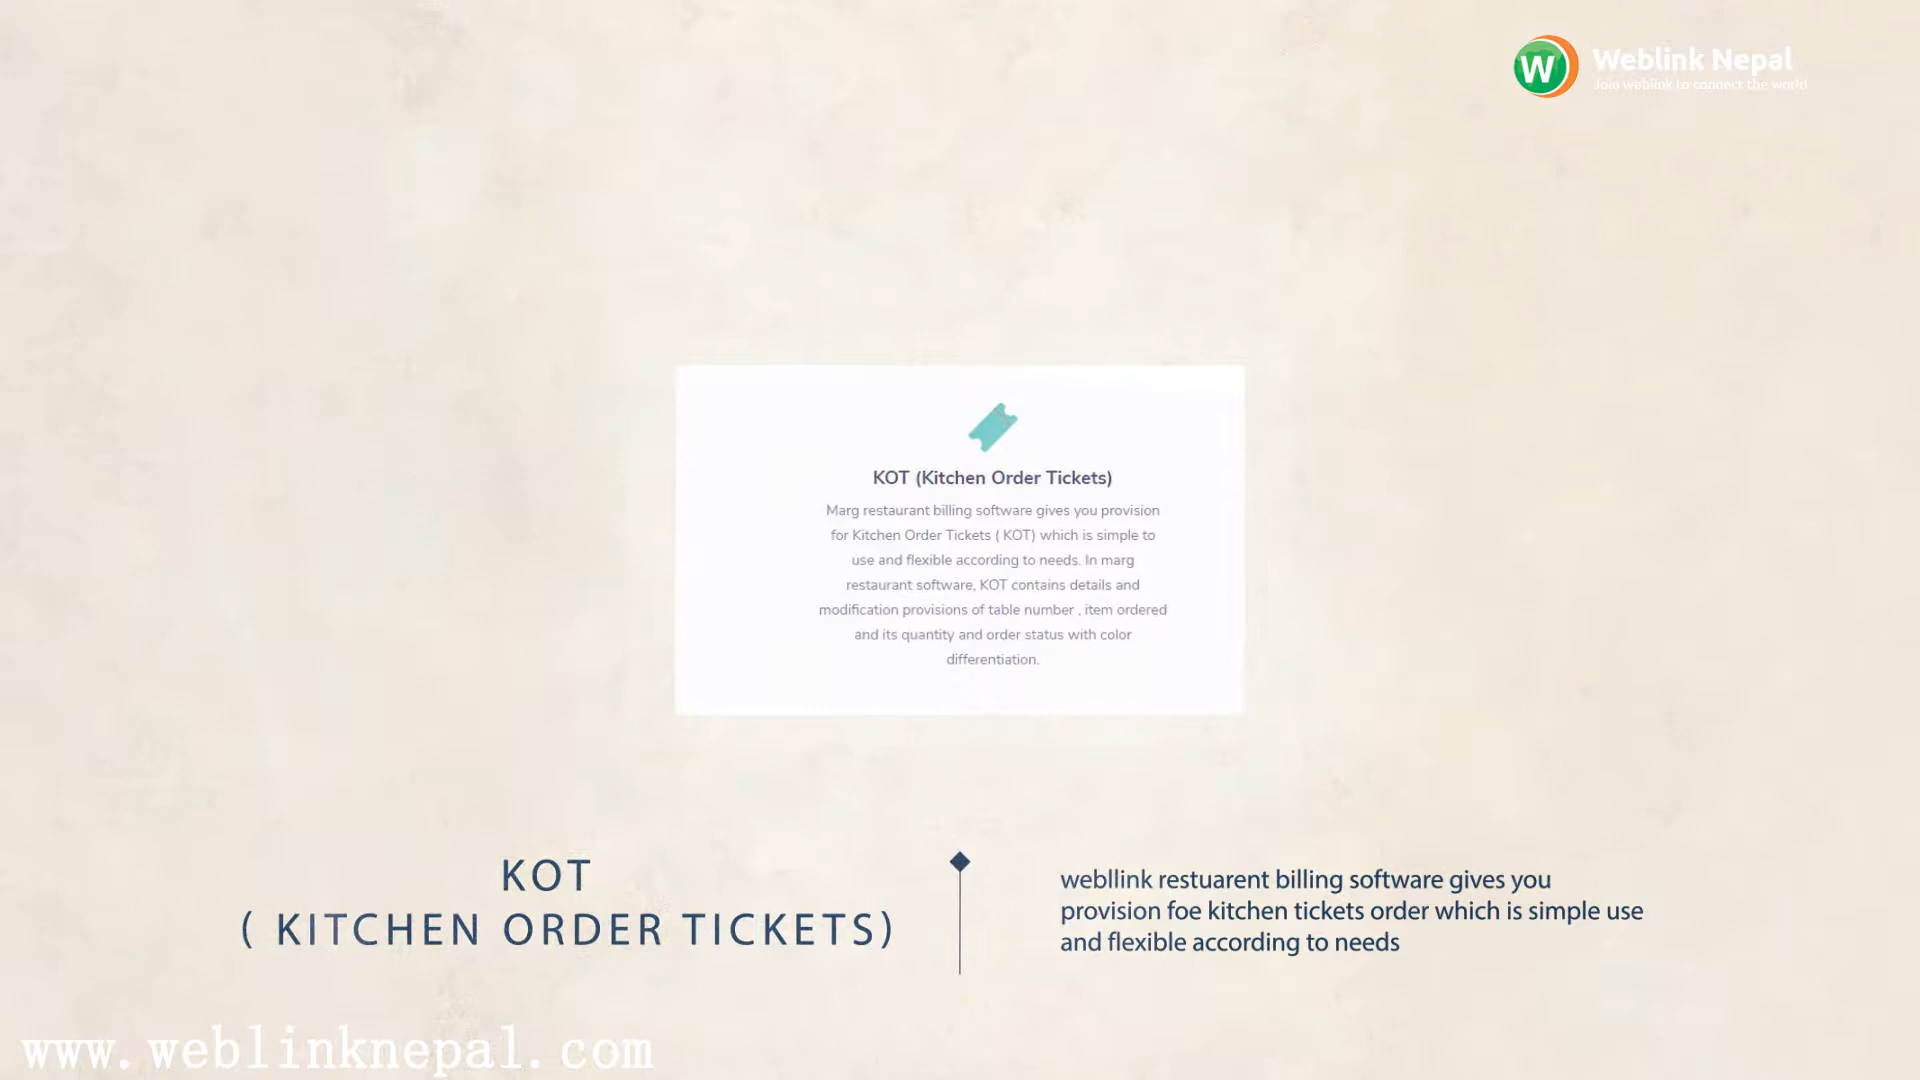 W
Weblink Nepal
Join weblink to connect the world
KOT (Kitchen Order Tickets)
Marg restaurant billing software gives you provision
for Kitchen Order Tickets ( KOT) which is simple to
use and flexible according to needs. In marg
restaurant software, KOT contains details and
modification provisions of table number , item ordered
and its quantity and order status with color
differentiation.
KOT
( KITCHEN ORDER TICKETS)
webllink restuarent billing software gives you
provision foe kitchen tickets order which is simple use
and flexible according to needs
www.weblinknepal.com